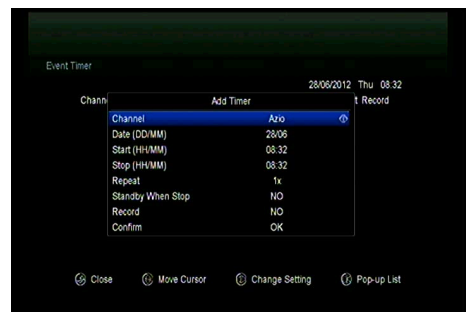 Event Timer
28/06/2012 Thu 08:32
Chann t Record
Add Timer
Channel Azio
Date (DD/MM) 28/06
Start (HH/MM) 08:32
Stop (HH/MM) 08:32
Repeat 1x
Standby When Stop NO
Record NO
Confirm OK
Close Move Cursor Change Setting Pop-up List